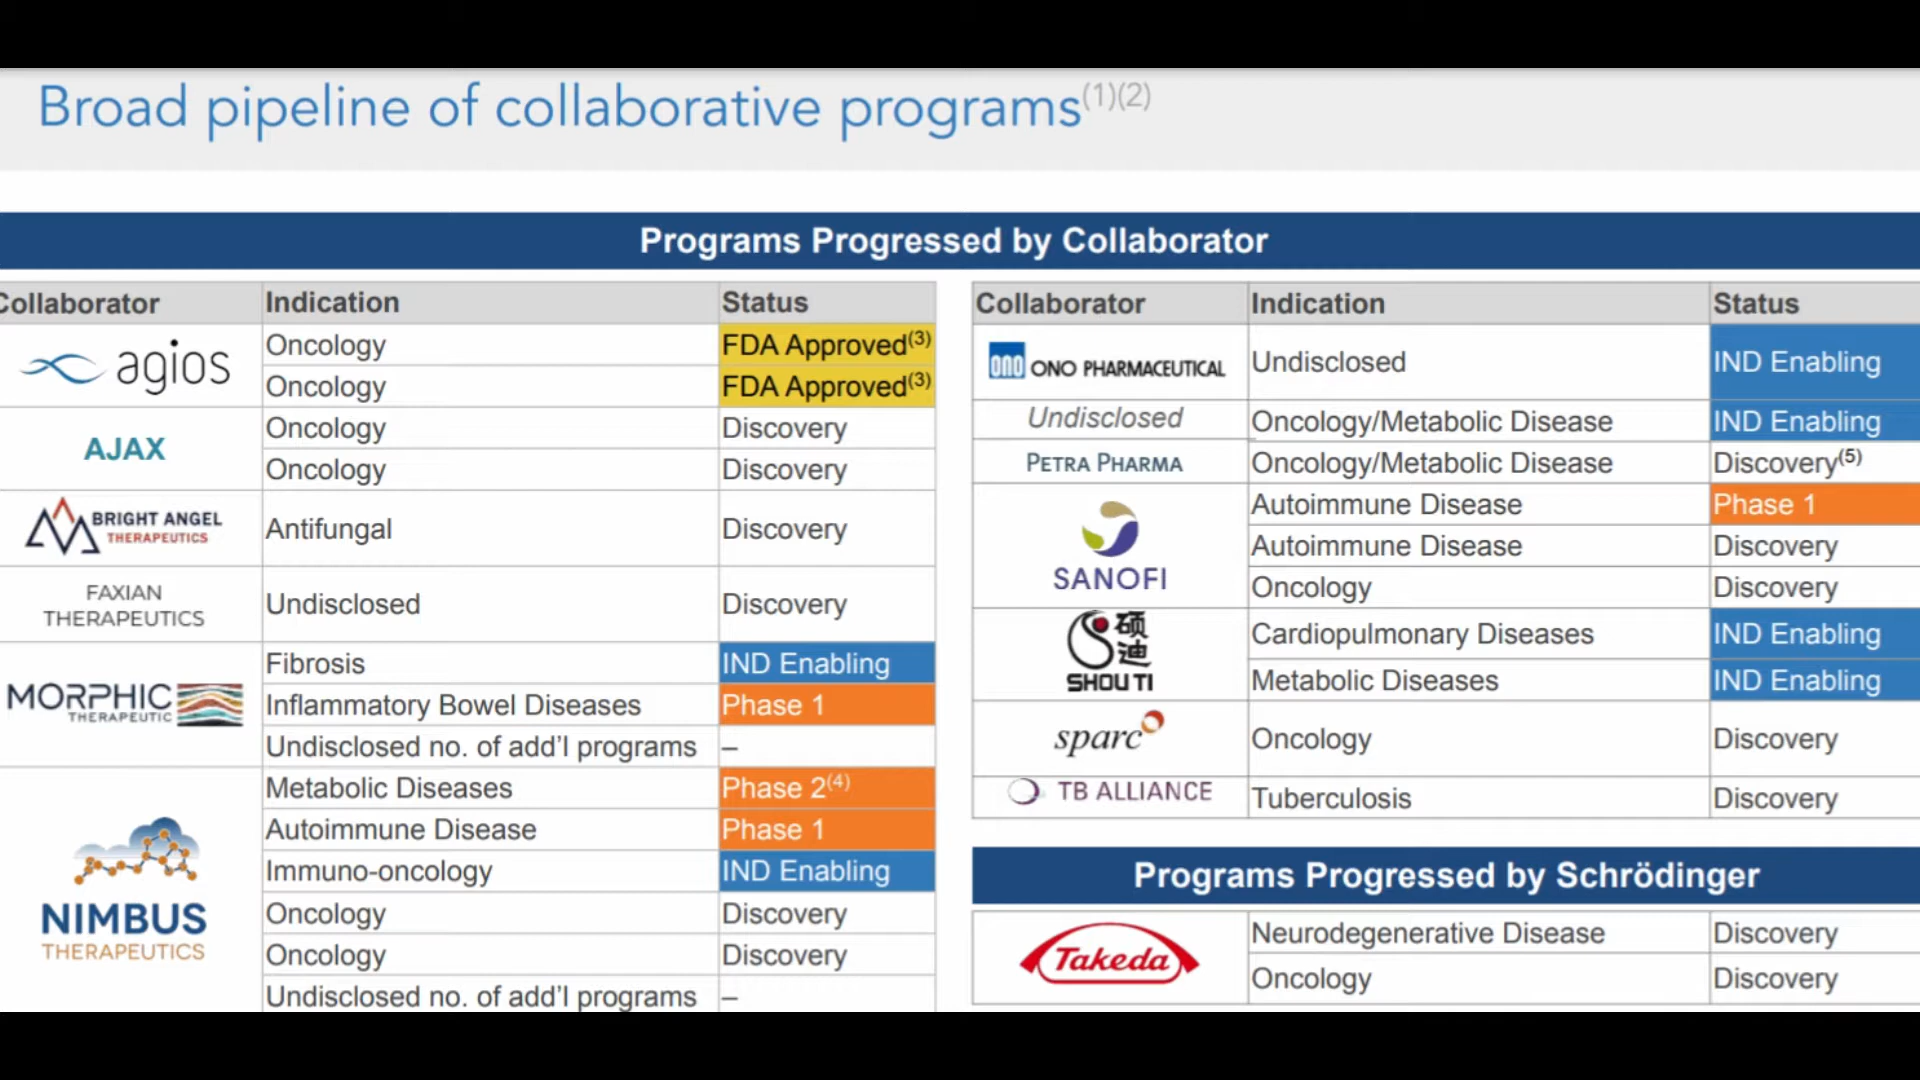 Broad pipeline of collaborative programs(1)(2)
Programs Progressed by Collaborator
Collaborator Indication Status
agios
Oncology FDA Approved(3)
Oncology FDA Approved(3)
AJAX
Oncology Discovery
Oncology Discovery
BRIGHT ANGEL
THERAPEUTICS
Antifungal Discovery
FAXIAN
THERAPEUTICS
Undisclosed Discovery
MORPHIC
THERAPEUTIC
Fibrosis IND Enabling
Inflammatory Bowel Diseases Phase 1
Undisclosed no. of add'l programs –
NIMBUS
THERAPEUTICS
Metabolic Diseases Phase 2(4)
Autoimmune Disease Phase 1
Immuno-oncology IND Enabling
Oncology Discovery
Oncology Discovery
Undisclosed no. of add'l programs –
Collaborator Indication Status
ono ONO PHARMACEUTICAL Undisclosed IND Enabling
Undisclosed Oncology/Metabolic Disease IND Enabling
PETRA PHARMA Oncology/Metabolic Disease Discovery(5)
SANOFI
Autoimmune Disease Phase 1
Autoimmune Disease Discovery
Oncology Discovery
硕
迪
SHOU TI
Cardiopulmonary Diseases IND Enabling
Metabolic Diseases IND Enabling
sparc Oncology Discovery
TB ALLIANCE Tuberculosis Discovery
Programs Progressed by Schrödinger
Takeda
Neurodegenerative Disease Discovery
Oncology Discovery